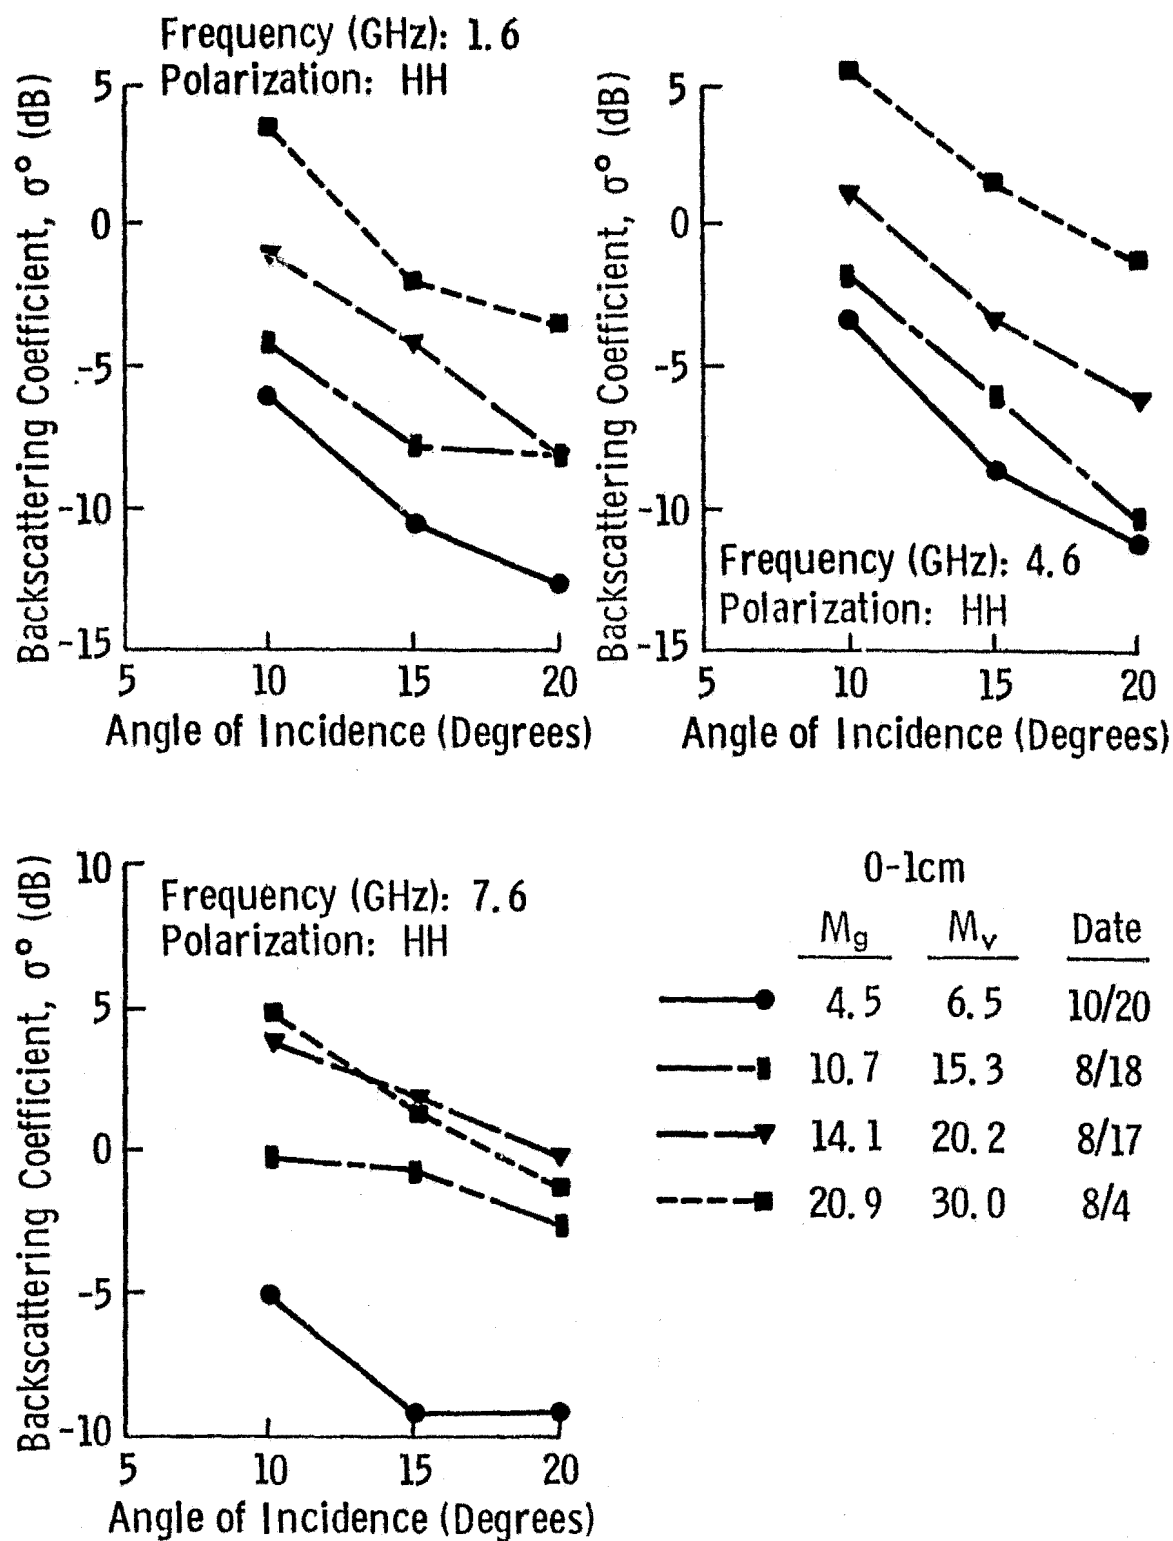 Frequency (GHz): 1.6
Polarization: HH
Backscattering Coefficient, σ° (dB)
5
0
-5
-10
-15
5 10 15 20
Angle of Incidence (Degrees)
Backscattering Coefficient, σ° (dB)
5
0
-5
-10
-15
Frequency (GHz): 4.6
Polarization: HH
5 10 15 20
Angle of Incidence (Degrees)
Frequency (GHz): 7.6
Polarization: HH
Backscattering Coefficient, σ° (dB)
10
5
0
-5
-10
5 10 15 20
Angle of Incidence (Degrees)
0-1cm
Mg Mv Date
4.5 6.5 10/20
10.7 15.3 8/18
14.1 20.2 8/17
20.9 30.0 8/4